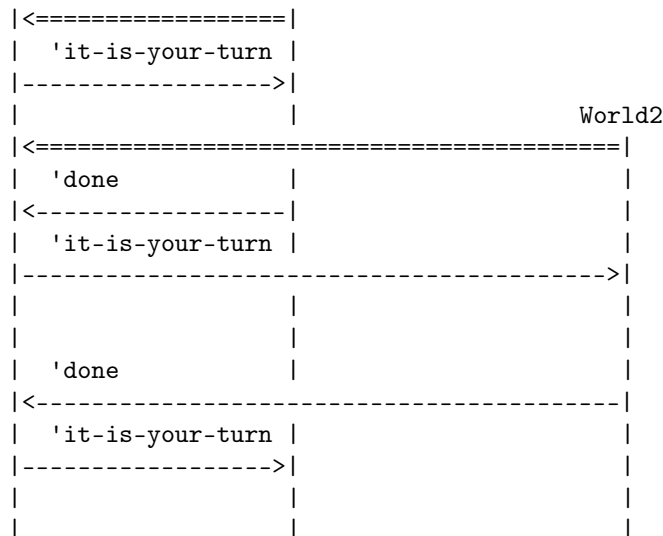 |<==================|
|  'it-is-your-turn |
|------------------>|
|                   |                    World2
|<==========================================|
|  'done            |                       |
|<------------------|                       |
|  'it-is-your-turn |                       |
|------------------------------------------>|
|                   |                       |
|                   |                       |
|  'done            |                       |
|<------------------------------------------|
|  'it-is-your-turn |                       |
|------------------>|                       |
|                   |                       |
|                   |                       |